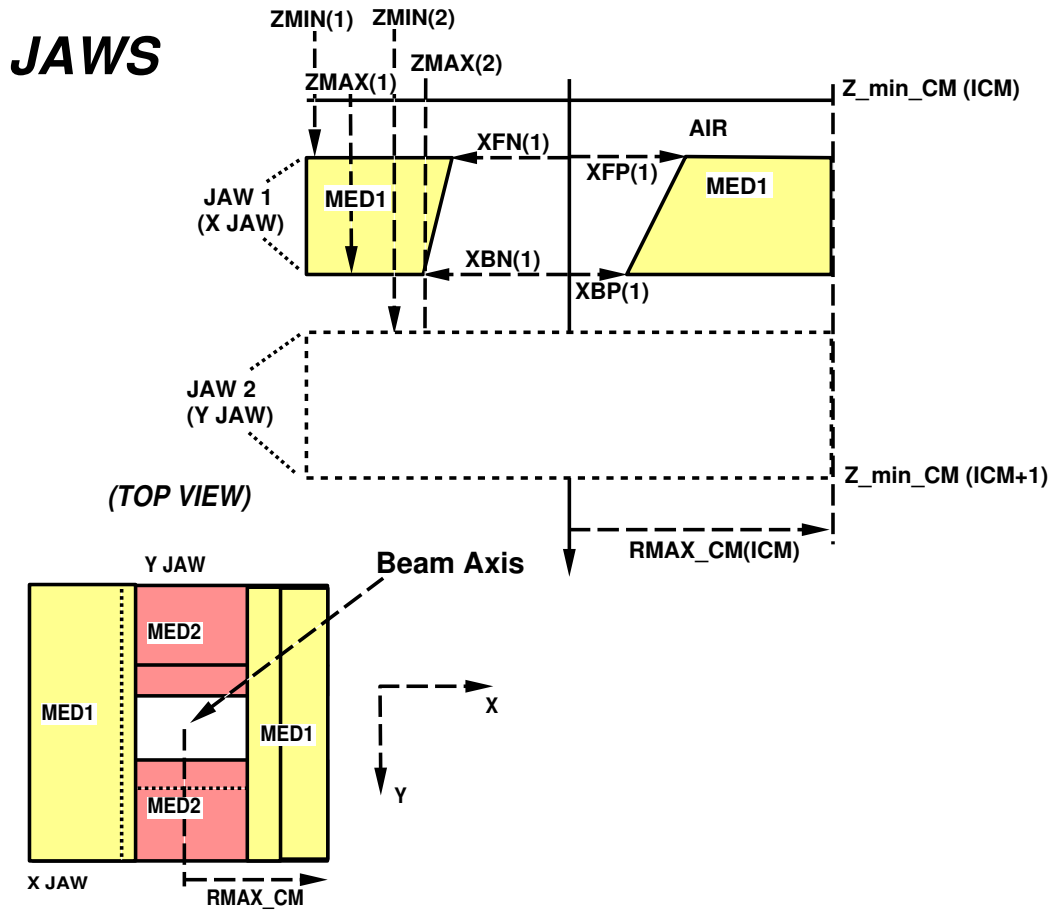 JAWS
ZMIN(1)
ZMIN(2)
ZMAX(1)
ZMAX(2)
Z_min_CM (ICM)
AIR
XFN(1)
XFP(1)
JAW 1
(X JAW)
MED1
MED1
XBN(1)
XBP(1)
JAW 2
(Y JAW)
Z_min_CM (ICM+1)
RMAX_CM(ICM)
(TOP VIEW)
Y JAW
Beam Axis
MED2
MED1
MED1
MED2
X
Y
X JAW
RMAX_CM